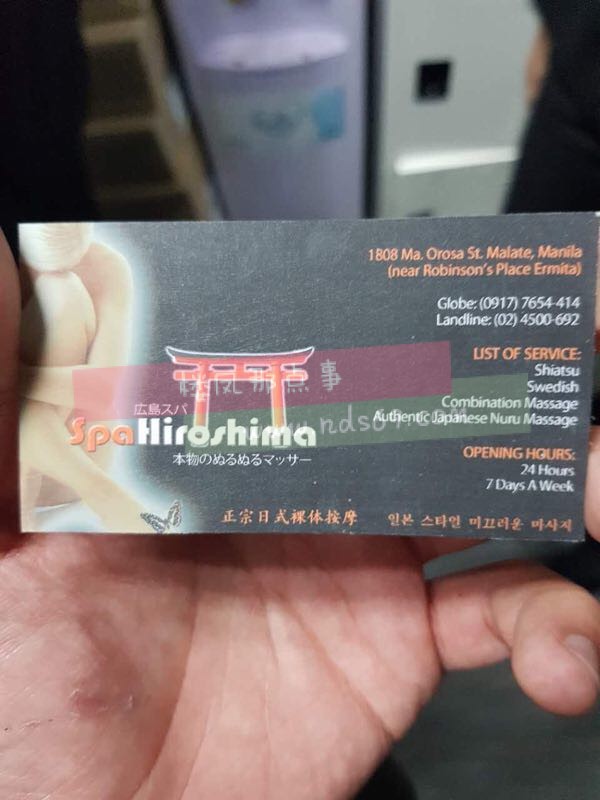 1808 Ma. Orosa St. Malate, Manila
(near Robinson's Place Ermita)
Globe: (0917) 7654-414
Landline: (02) 4500-692
LIST OF SERVICE:
Shiatsu
Swedish
Combination Massage
Authentic Japanese Nuru Massage
OPENING HOURS:
24 Hours
7 Days A Week
広島スパ
SpaHiroshima
本物のぬるぬるマッサー
正宗日式裸体按摩
일본 스타일 미끄러운 마사지
那点事